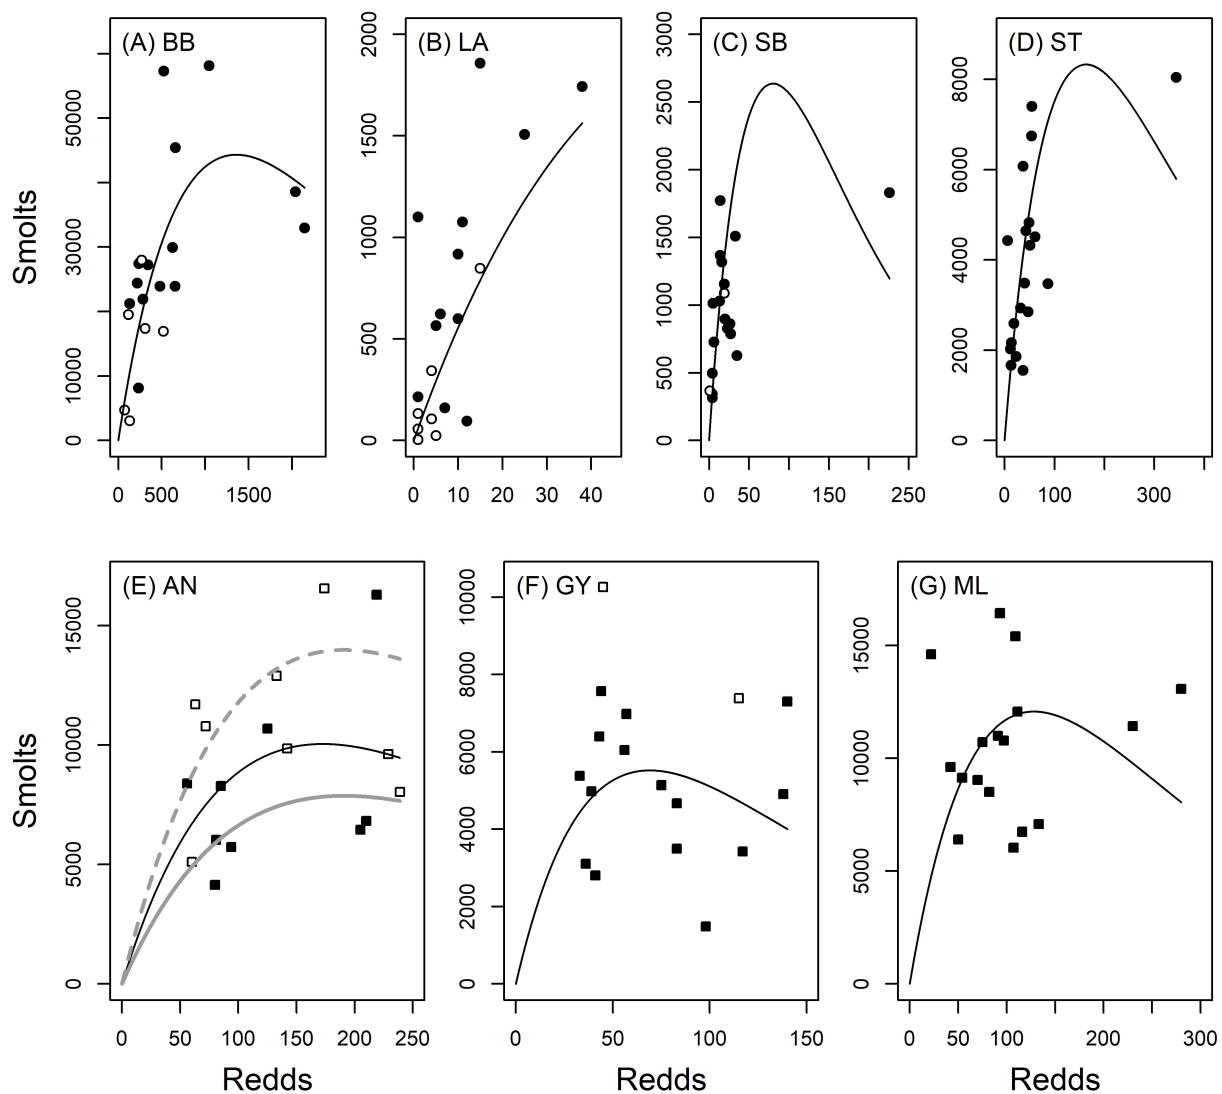 (A) BB
(B) LA
(C) SB
(D) ST
Smolts
0 10000 30000 50000
0 500 1000 1500 2000
0 500 1000 1500 2000 2500 3000
0 2000 4000 6000 8000
0 500 1500
0 10 20 30 40
0 50 150 250
0 100 300
(E) AN
(F) GY
(G) ML
Smolts
0 5000 10000 15000
0 2000 4000 6000 8000 10000
0 5000 10000 15000
0 50 100 150 200 250
0 50 100 150
0 50 100 200 300
Redds
Redds
Redds